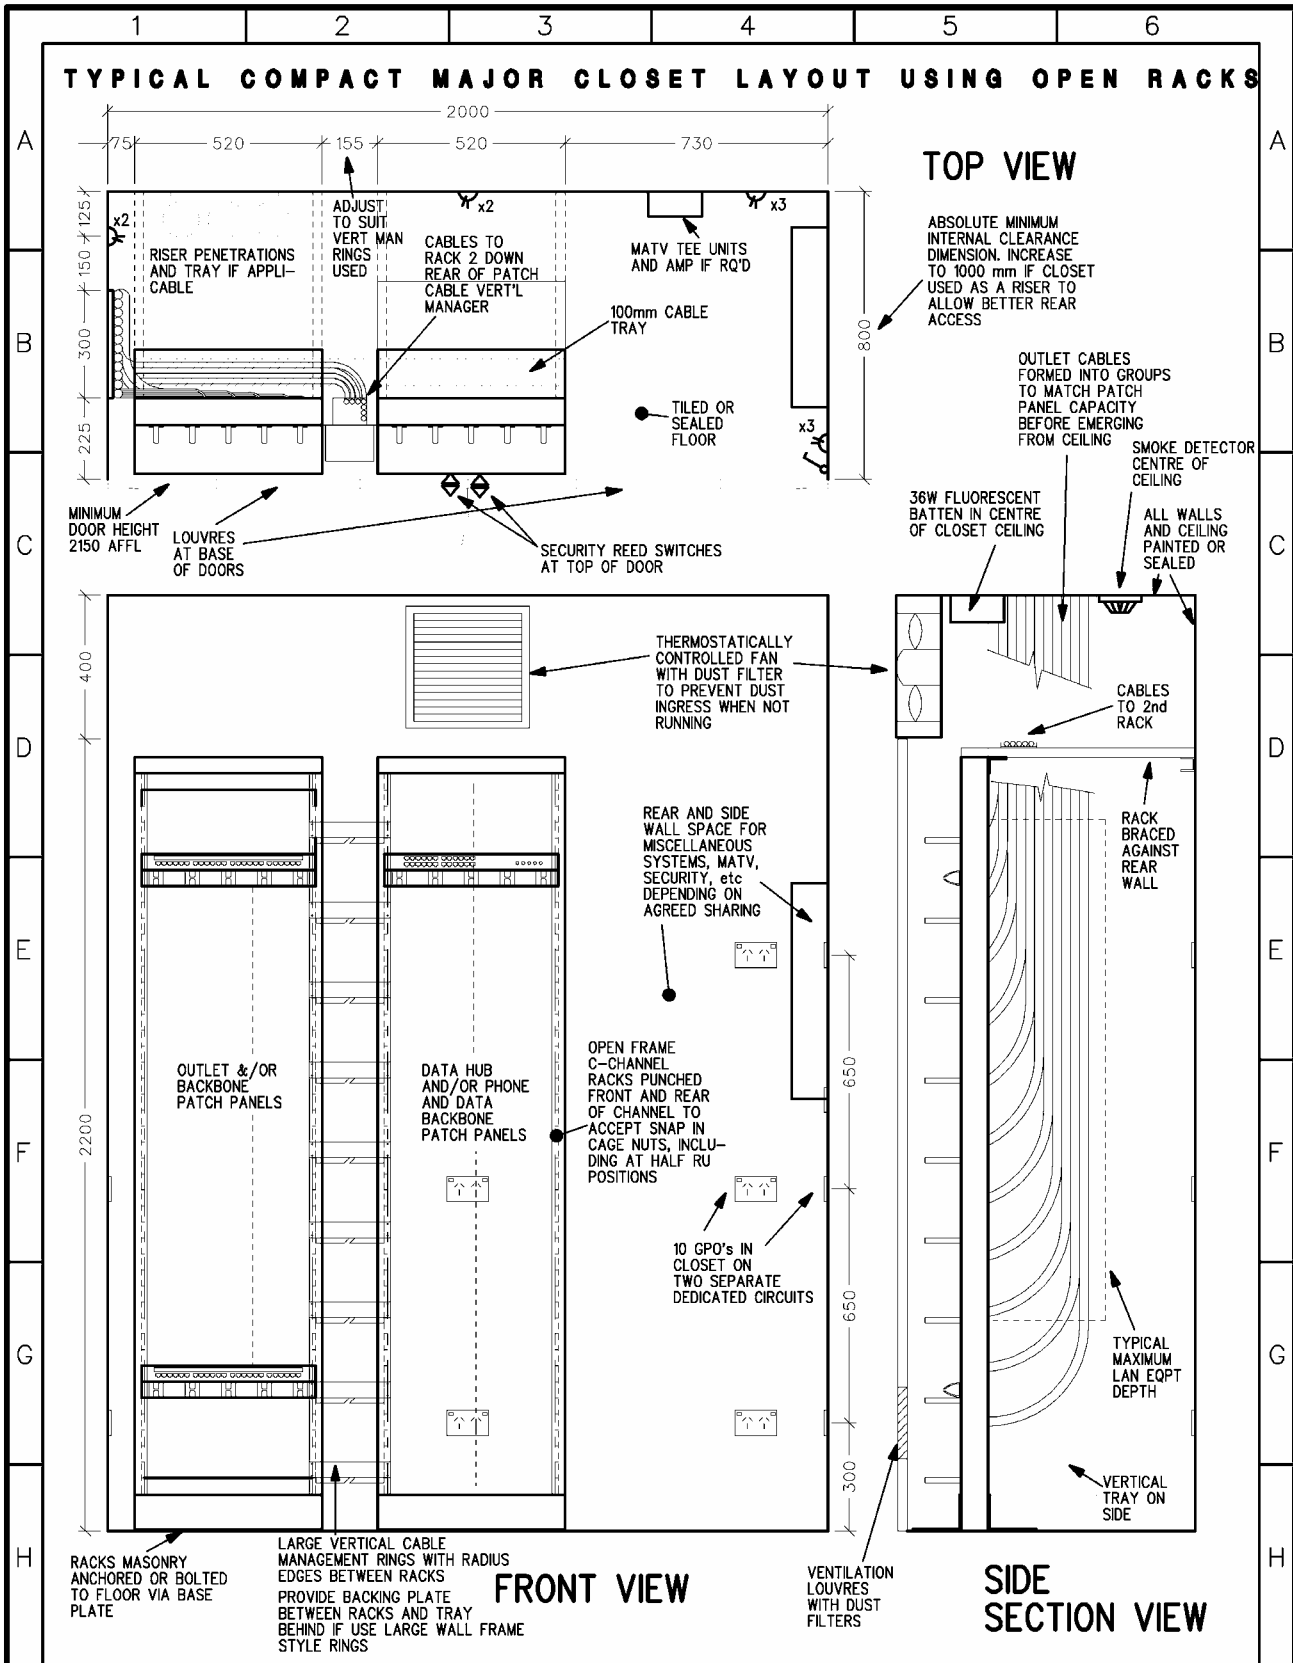 1 2 3 4 5 6
TYPICAL COMPACT MAJOR CLOSET LAYOUT USING OPEN RACKS
2000
75 520 155 520 730
A
A
TOP VIEW
125
x2
ADJUST
TO SUIT
VERT MAN
RINGS
USED
x2
x3
RISER PENETRATIONS
AND TRAY IF APPLI-
CABLE
CABLES TO
RACK 2 DOWN
REAR OF PATCH
CABLE VERT'L
MANAGER
MATV TEE UNITS
AND AMP IF RQ'D
ABSOLUTE MINIMUM
INTERNAL CLEARANCE
DIMENSION. INCREASE
TO 1000 mm IF CLOSET
USED AS A RISER TO
ALLOW BETTER REAR
ACCESS
150
300
225
100mm CABLE
TRAY
800
B
B
OUTLET CABLES
FORMED INTO GROUPS
TO MATCH PATCH
PANEL CAPACITY
BEFORE EMERGING
FROM CEILING
TILED OR
SEALED
FLOOR
x3
SMOKE DETECTOR
CENTRE OF
CEILING
MINIMUM
DOOR HEIGHT
2150 AFFL
LOUVRES
AT BASE
OF DOORS
SECURITY REED SWITCHES
AT TOP OF DOOR
36W FLUORESCENT
BATTEN IN CENTRE
OF CLOSET CEILING
ALL WALLS
AND CEILING
PAINTED OR
SEALED
C
C
400
THERMOSTATICALLY
CONTROLLED FAN
WITH DUST FILTER
TO PREVENT DUST
INGRESS WHEN NOT
RUNNING
CABLES
TO 2nd
RACK
D
D
REAR AND SIDE
WALL SPACE FOR
MISCELLANEOUS
SYSTEMS, MATV,
SECURITY, etc
DEPENDING ON
AGREED SHARING
RACK
BRACED
AGAINST
REAR
WALL
E
E
OUTLET &/OR
BACKBONE
PATCH PANELS
DATA HUB
AND/OR PHONE
AND DATA
BACKBONE
PATCH PANELS
OPEN FRAME
C-CHANNEL
RACKS PUNCHED
FRONT AND REAR
OF CHANNEL TO
ACCEPT SNAP IN
CAGE NUTS, INCLU-
DING AT HALF RU
POSITIONS
650
2200
F
F
10 GPO's IN
CLOSET ON
TWO SEPARATE
DEDICATED CIRCUITS
650
G
G
TYPICAL
MAXIMUM
LAN EQPT
DEPTH
300
VERTICAL
TRAY ON
SIDE
H
H
RACKS MASONRY
ANCHORED OR BOLTED
TO FLOOR VIA BASE
PLATE
LARGE VERTICAL CABLE
MANAGEMENT RINGS WITH RADIUS
EDGES BETWEEN RACKS
PROVIDE BACKING PLATE
BETWEEN RACKS AND TRAY
BEHIND IF USE LARGE WALL FRAME
STYLE RINGS
FRONT VIEW
VENTILATION
LOUVRES
WITH DUST
FILTERS
SIDE
SECTION VIEW